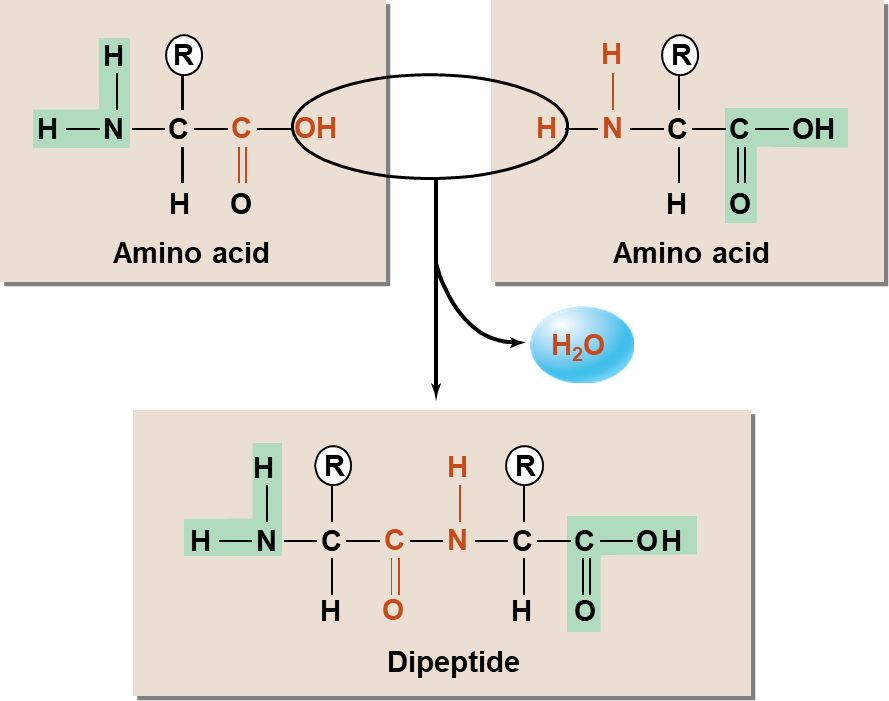 H R H R
H N C C OH H N C C OH
H O H O
Amino acid Amino acid
H₂O
H R H R
H N C C N C C OH
H O H O
Dipeptide